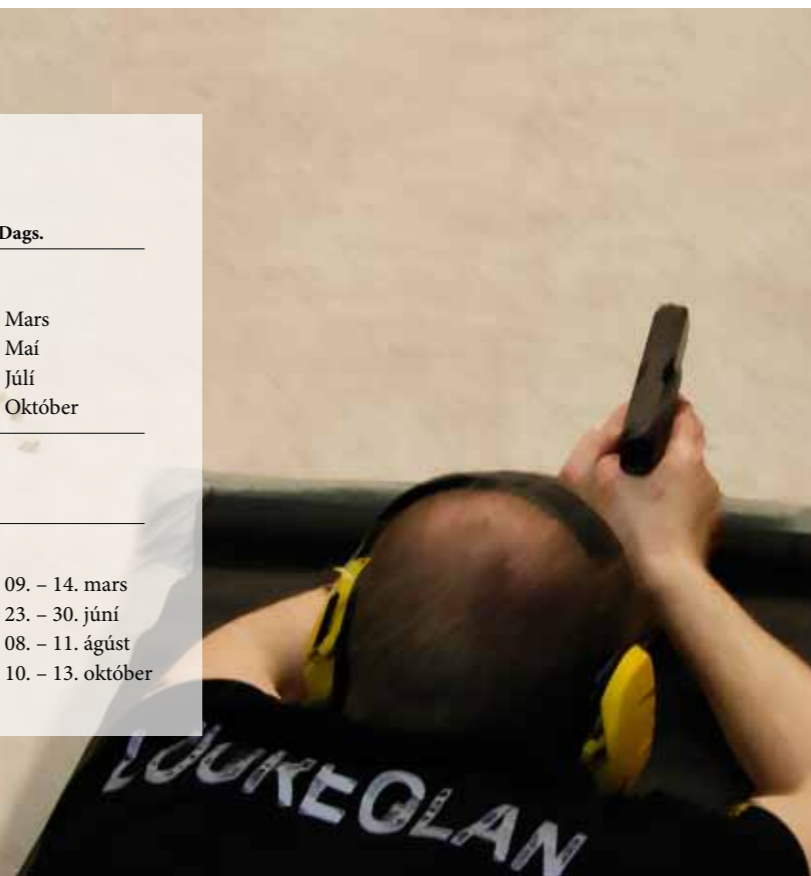 Dags.
Mars
Maí
Júlí
Október
09. – 14. mars
23. – 30. júní
08. – 11. ágúst
10. – 13. október
LÖGREGLAN